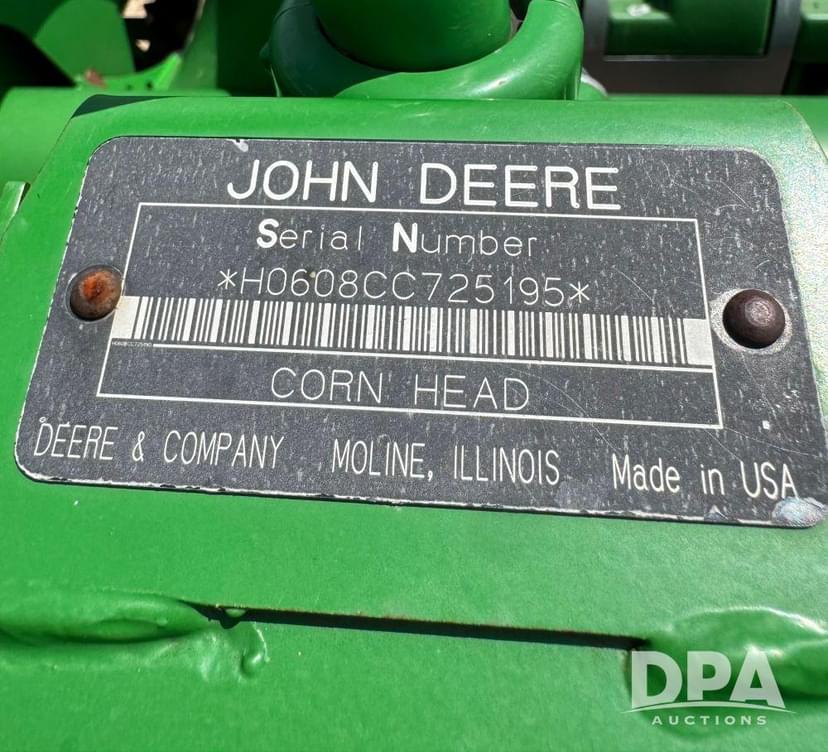 JOHN DEERE
Serial Number
*H0608CC725195*
CORN HEAD
DEERE & COMPANY MOLINE, ILLINOIS Made in USA
DPA
AUCTIONS